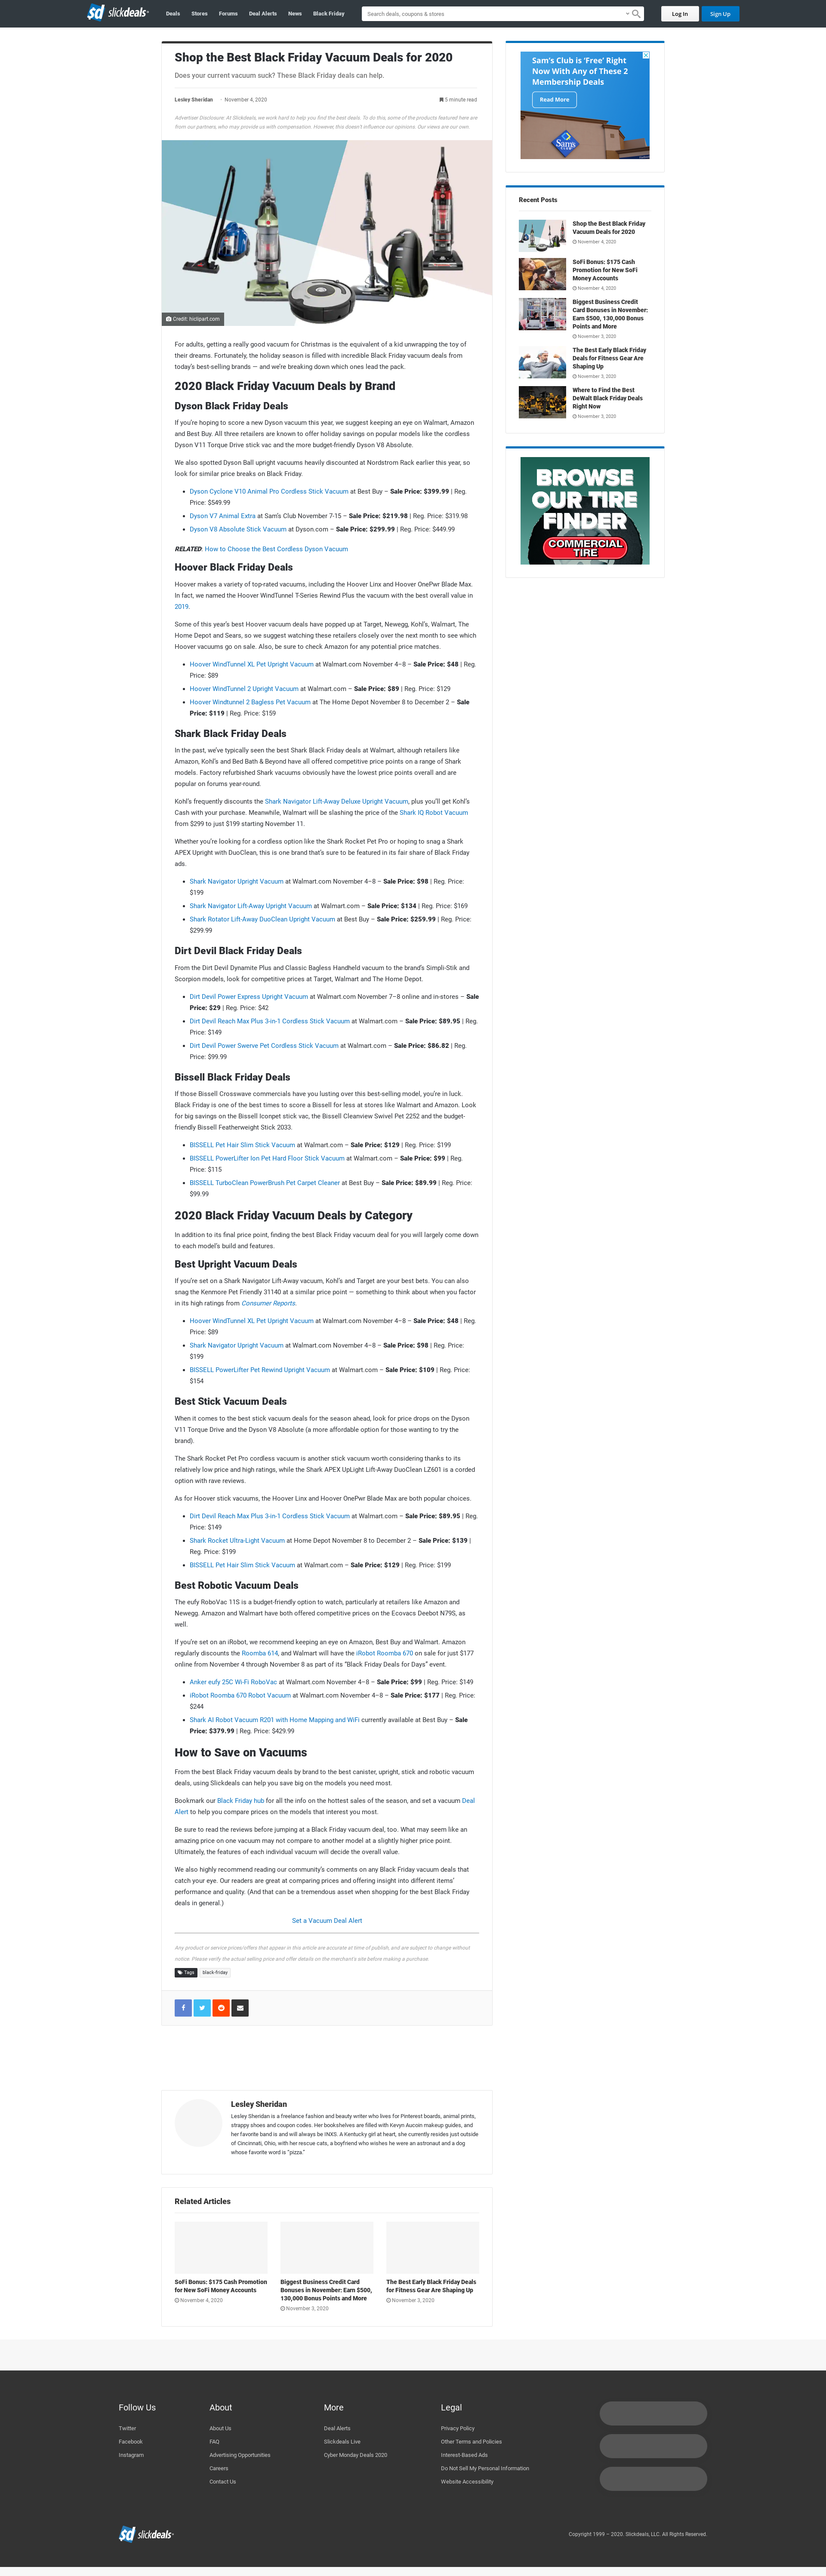 sd slickdeals
Deals
Stores
Forums
Deal Alerts
News
Black Friday
Search deals, coupons & stores
Log In
Sign Up
Shop the Best Black Friday Vacuum Deals for 2020
Does your current vacuum suck? These Black Friday deals can help.
Lesley Sheridan - November 4, 2020
5 minute read
Advertiser Disclosure: At Slickdeals, we work hard to help you find the best deals. To do this, some of the products featured here are
from our partners, who may provide us with compensation. However, this doesn't influence our opinions. Our views are our own.
Credit: hiclipart.com
For adults, getting a really good vacuum for Christmas is the equivalent of a kid unwrapping the toy of
their dreams. Fortunately, the holiday season is filled with incredible Black Friday vacuum deals from
today's best-selling brands — and we're breaking down which ones lead the pack.
2020 Black Friday Vacuum Deals by Brand
Dyson Black Friday Deals
If you're hoping to score a new Dyson vacuum this year, we suggest keeping an eye on Walmart, Amazon
and Best Buy. All three retailers are known to offer holiday savings on popular models like the cordless
Dyson V11 Torque Drive stick vac and the more budget-friendly Dyson V8 Absolute.
We also spotted Dyson Ball upright vacuums heavily discounted at Nordstrom Rack earlier this year, so
look for similar price breaks on Black Friday.
Dyson Cyclone V10 Animal Pro Cordless Stick Vacuum at Best Buy – Sale Price: $399.99 | Reg.
Price: $549.99
Dyson V7 Animal Extra at Sam's Club November 7-15 – Sale Price: $219.98 | Reg. Price: $319.98
Dyson V8 Absolute Stick Vacuum at Dyson.com – Sale Price: $299.99 | Reg. Price: $449.99
RELATED: How to Choose the Best Cordless Dyson Vacuum
Hoover Black Friday Deals
Hoover makes a variety of top-rated vacuums, including the Hoover Linx and Hoover OnePwr Blade Max.
In fact, we named the Hoover WindTunnel T-Series Rewind Plus the vacuum with the best overall value in
2019.
Some of this year's best Hoover vacuum deals have popped up at Target, Newegg, Kohl's, Walmart, The
Home Depot and Sears, so we suggest watching these retailers closely over the next month to see which
Hoover vacuums go on sale. Also, be sure to check Amazon for any potential price matches.
Hoover WindTunnel XL Pet Upright Vacuum at Walmart.com November 4–8 – Sale Price: $48 | Reg.
Price: $89
Hoover WindTunnel 2 Upright Vacuum at Walmart.com – Sale Price: $89 | Reg. Price: $129
Hoover Windtunnel 2 Bagless Pet Vacuum at The Home Depot November 8 to December 2 – Sale
Price: $119 | Reg. Price: $159
Shark Black Friday Deals
In the past, we've typically seen the best Shark Black Friday deals at Walmart, although retailers like
Amazon, Kohl's and Bed Bath & Beyond have all offered competitive price points on a range of Shark
models. Factory refurbished Shark vacuums obviously have the lowest price points overall and are
popular on forums year-round.
Kohl's frequently discounts the Shark Navigator Lift-Away Deluxe Upright Vacuum, plus you'll get Kohl's
Cash with your purchase. Meanwhile, Walmart will be slashing the price of the Shark IQ Robot Vacuum
from $299 to just $199 starting November 11.
Whether you're looking for a cordless option like the Shark Rocket Pet Pro or hoping to snag a Shark
APEX Upright with DuoClean, this is one brand that's sure to be featured in its fair share of Black Friday
ads.
Shark Navigator Upright Vacuum at Walmart.com November 4–8 – Sale Price: $98 | Reg. Price:
$199
Shark Navigator Lift-Away Upright Vacuum at Walmart.com – Sale Price: $134 | Reg. Price: $169
Shark Rotator Lift-Away DuoClean Upright Vacuum at Best Buy – Sale Price: $259.99 | Reg. Price:
$299.99
Dirt Devil Black Friday Deals
From the Dirt Devil Dynamite Plus and Classic Bagless Handheld vacuum to the brand's Simpli-Stik and
Scorpion models, look for competitive prices at Target, Walmart and The Home Depot.
Dirt Devil Power Express Upright Vacuum at Walmart.com November 7–8 online and in-stores – Sale
Price: $29 | Reg. Price: $42
Dirt Devil Reach Max Plus 3-in-1 Cordless Stick Vacuum at Walmart.com – Sale Price: $89.95 | Reg.
Price: $149
Dirt Devil Power Swerve Pet Cordless Stick Vacuum at Walmart.com – Sale Price: $86.82 | Reg.
Price: $99.99
Bissell Black Friday Deals
If those Bissell Crosswave commercials have you lusting over this best-selling model, you're in luck.
Black Friday is one of the best times to score a Bissell for less at stores like Walmart and Amazon. Look
for big savings on the Bissell Iconpet stick vac, the Bissell Cleanview Swivel Pet 2252 and the budget-
friendly Bissell Featherweight Stick 2033.
BISSELL Pet Hair Slim Stick Vacuum at Walmart.com – Sale Price: $129 | Reg. Price: $199
BISSELL PowerLifter Ion Pet Hard Floor Stick Vacuum at Walmart.com – Sale Price: $99 | Reg.
Price: $115
BISSELL TurboClean PowerBrush Pet Carpet Cleaner at Best Buy – Sale Price: $89.99 | Reg. Price:
$99.99
2020 Black Friday Vacuum Deals by Category
In addition to its final price point, finding the best Black Friday vacuum deal for you will largely come down
to each model's build and features.
Best Upright Vacuum Deals
If you're set on a Shark Navigator Lift-Away vacuum, Kohl's and Target are your best bets. You can also
snag the Kenmore Pet Friendly 31140 at a similar price point — something to think about when you factor
in its high ratings from Consumer Reports.
Hoover WindTunnel XL Pet Upright Vacuum at Walmart.com November 4–8 – Sale Price: $48 | Reg.
Price: $89
Shark Navigator Upright Vacuum at Walmart.com November 4–8 – Sale Price: $98 | Reg. Price:
$199
BISSELL PowerLifter Pet Rewind Upright Vacuum at Walmart.com – Sale Price: $109 | Reg. Price:
$154
Best Stick Vacuum Deals
When it comes to the best stick vacuum deals for the season ahead, look for price drops on the Dyson
V11 Torque Drive and the Dyson V8 Absolute (a more affordable option for those wanting to try the
brand).
The Shark Rocket Pet Pro cordless vacuum is another stick vacuum worth considering thanks to its
relatively low price and high ratings, while the Shark APEX UpLight Lift-Away DuoClean LZ601 is a corded
option with rave reviews.
As for Hoover stick vacuums, the Hoover Linx and Hoover OnePwr Blade Max are both popular choices.
Dirt Devil Reach Max Plus 3-in-1 Cordless Stick Vacuum at Walmart.com – Sale Price: $89.95 | Reg.
Price: $149
Shark Rocket Ultra-Light Vacuum at Home Depot November 8 to December 2 – Sale Price: $139 |
Reg. Price: $199
BISSELL Pet Hair Slim Stick Vacuum at Walmart.com – Sale Price: $129 | Reg. Price: $199
Best Robotic Vacuum Deals
The eufy RoboVac 11S is a budget-friendly option to watch, particularly at retailers like Amazon and
Newegg. Amazon and Walmart have both offered competitive prices on the Ecovacs Deebot N79S, as
well.
If you're set on an iRobot, we recommend keeping an eye on Amazon, Best Buy and Walmart. Amazon
regularly discounts the Roomba 614, and Walmart will have the iRobot Roomba 670 on sale for just $177
online from November 4 through November 8 as part of its "Black Friday Deals for Days" event.
Anker eufy 25C Wi-Fi RoboVac at Walmart.com November 4–8 – Sale Price: $99 | Reg. Price: $149
iRobot Roomba 670 Robot Vacuum at Walmart.com November 4–8 – Sale Price: $177 | Reg. Price:
$244
Shark AI Robot Vacuum R201 with Home Mapping and WiFi currently available at Best Buy – Sale
Price: $379.99 | Reg. Price: $429.99
How to Save on Vacuums
From the best Black Friday vacuum deals by brand to the best canister, upright, stick and robotic vacuum
deals, using Slickdeals can help you save big on the models you need most.
Bookmark our Black Friday hub for all the info on the hottest sales of the season, and set a vacuum Deal
Alert to help you compare prices on the models that interest you most.
Be sure to read the reviews before jumping at a Black Friday vacuum deal, too. What may seem like an
amazing price on one vacuum may not compare to another model at a slightly higher price point.
Ultimately, the features of each individual vacuum will decide the overall value.
We also highly recommend reading our community's comments on any Black Friday vacuum deals that
catch your eye. Our readers are great at comparing prices and offering insight into different items'
performance and quality. (And that can be a tremendous asset when shopping for the best Black Friday
deals in general.)
Set a Vacuum Deal Alert
Any product or service prices/offers that appear in this article are accurate at time of publish, and are subject to change without
notice. Please verify the actual selling price and offer details on the merchant's site before making a purchase.
Tags
black-friday
Lesley Sheridan
Lesley Sheridan is a freelance fashion and beauty writer who lives for Pinterest boards, animal prints,
strappy shoes and coupon codes. Her bookshelves are filled with Kevyn Aucoin makeup guides, and
her favorite band is and will always be INXS. A Kentucky girl at heart, she currently resides just outside
of Cincinnati, Ohio, with her rescue cats, a boyfriend who wishes he were an astronaut and a dog
whose favorite word is "pizza."
Related Articles
SoFi Bonus: $175 Cash Promotion
for New SoFi Money Accounts
November 4, 2020
Biggest Business Credit Card
Bonuses in November: Earn $500,
130,000 Bonus Points and More
November 3, 2020
The Best Early Black Friday Deals
for Fitness Gear Are Shaping Up
November 3, 2020
Sam's Club is 'Free' Right
Now With Any of These 2
Membership Deals
Read More
Sam's
Recent Posts
Shop the Best Black Friday
Vacuum Deals for 2020
November 4, 2020
SoFi Bonus: $175 Cash
Promotion for New SoFi
Money Accounts
November 4, 2020
Biggest Business Credit
Card Bonuses in November:
Earn $500, 130,000 Bonus
Points and More
November 3, 2020
The Best Early Black Friday
Deals for Fitness Gear Are
Shaping Up
November 3, 2020
Where to Find the Best
DeWalt Black Friday Deals
Right Now
November 3, 2020
BROWSE
OUR TIRE
FINDER
COMMERCIAL
TIRE
Follow Us
Twitter
Facebook
Instagram
About
About Us
FAQ
Advertising Opportunities
Careers
Contact Us
More
Deal Alerts
Slickdeals Live
Cyber Monday Deals 2020
Legal
Privacy Policy
Other Terms and Policies
Interest-Based Ads
Do Not Sell My Personal Information
Website Accessibility
sd slickdeals
Copyright 1999 – 2020. Slickdeals, LLC. All Rights Reserved.